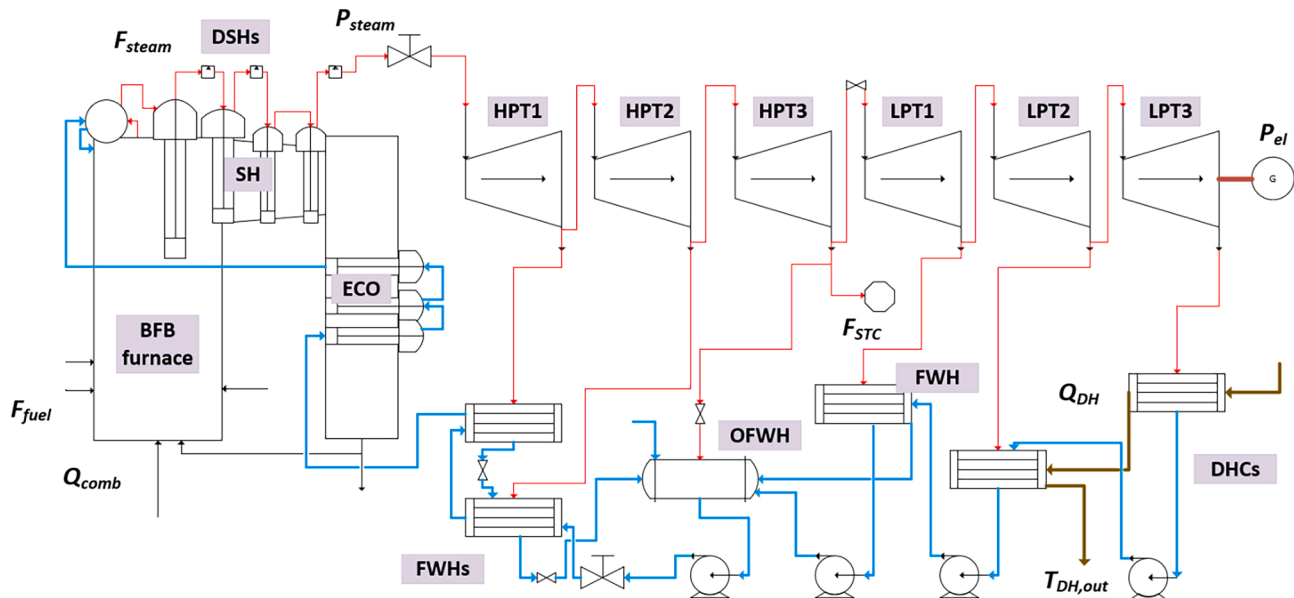 P_steam
F_steam
DSHs
HPT1
HPT2
HPT3
LPT1
LPT2
LPT3
P_el
G
SH
ECO
BFB
furnace
F_STC
FWH
Q_DH
F_fuel
OFWH
DHCs
Q_comb
FWHs
T_DH,out